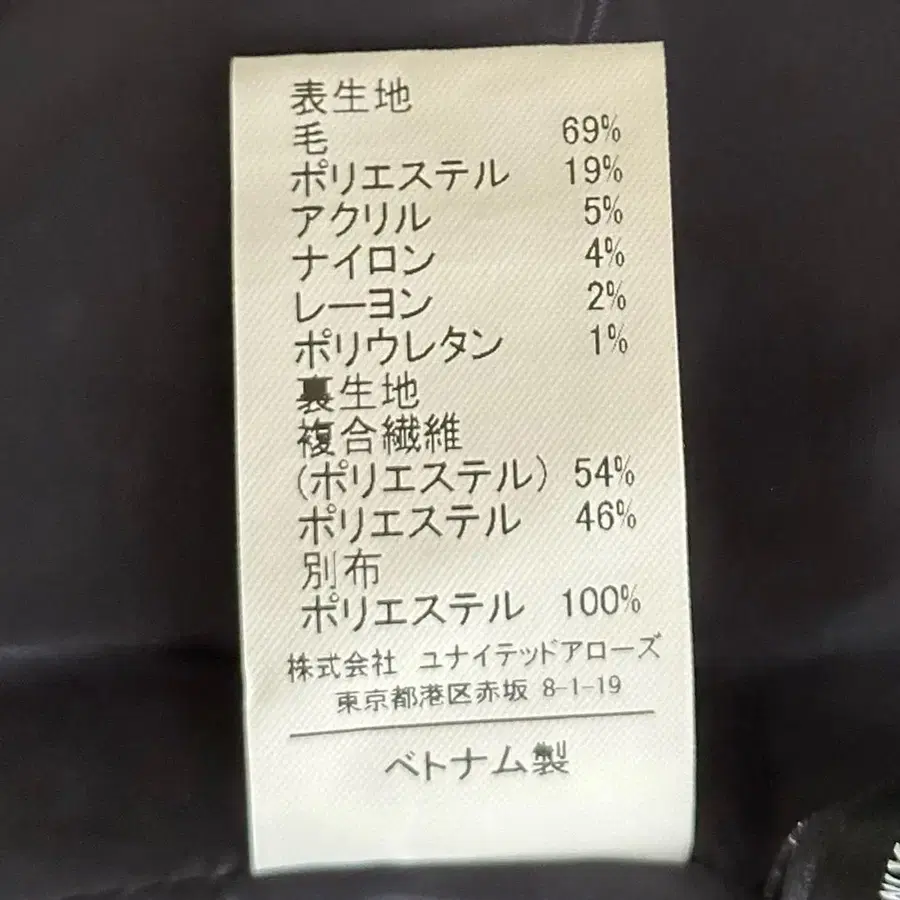 表生地
毛 69%
ポリエステル 19%
アクリル 5%
ナイロン 4%
レーヨン 2%
ポリウレタン 1%
裏生地
複合繊維
(ポリエステル) 54%
ポリエステル 46%
別布
ポリエステル 100%
株式会社 ユナイテッドアローズ
東京都港区赤坂 8-1-19
ベトナム製